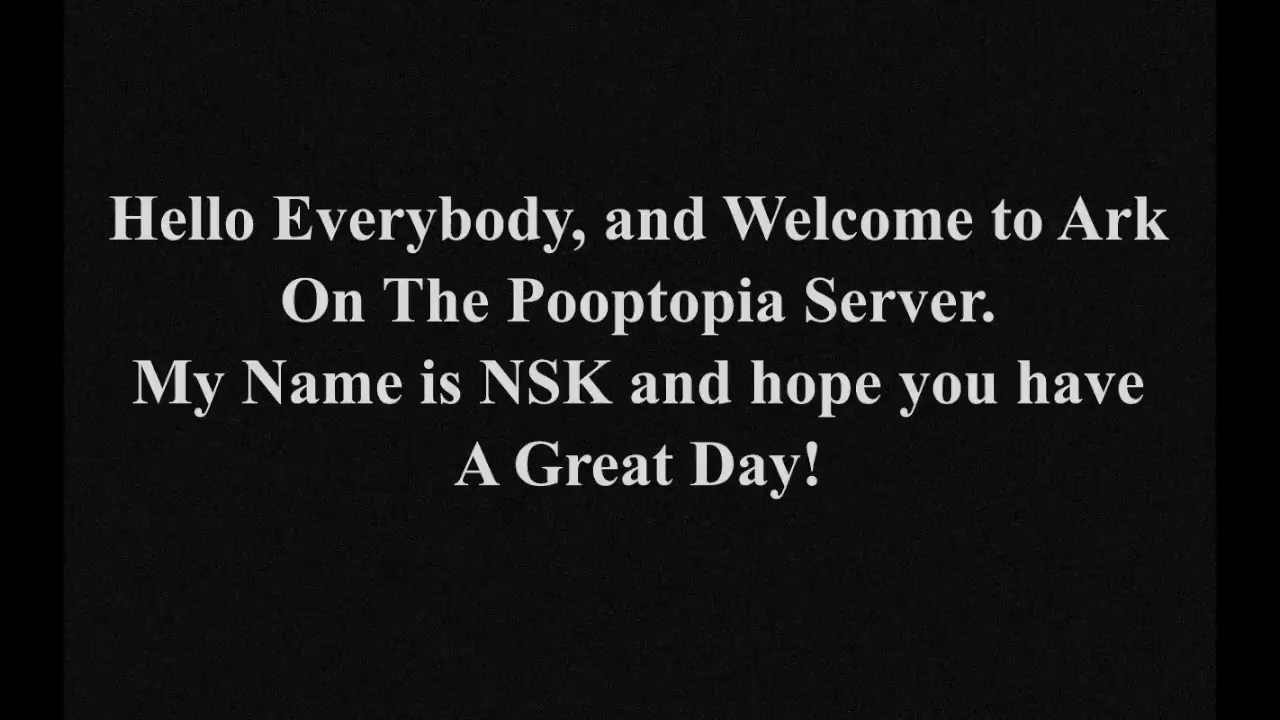 Hello Everybody, and Welcome to Ark
On The Pooptopia Server.
My Name is NSK and hope you have
A Great Day!